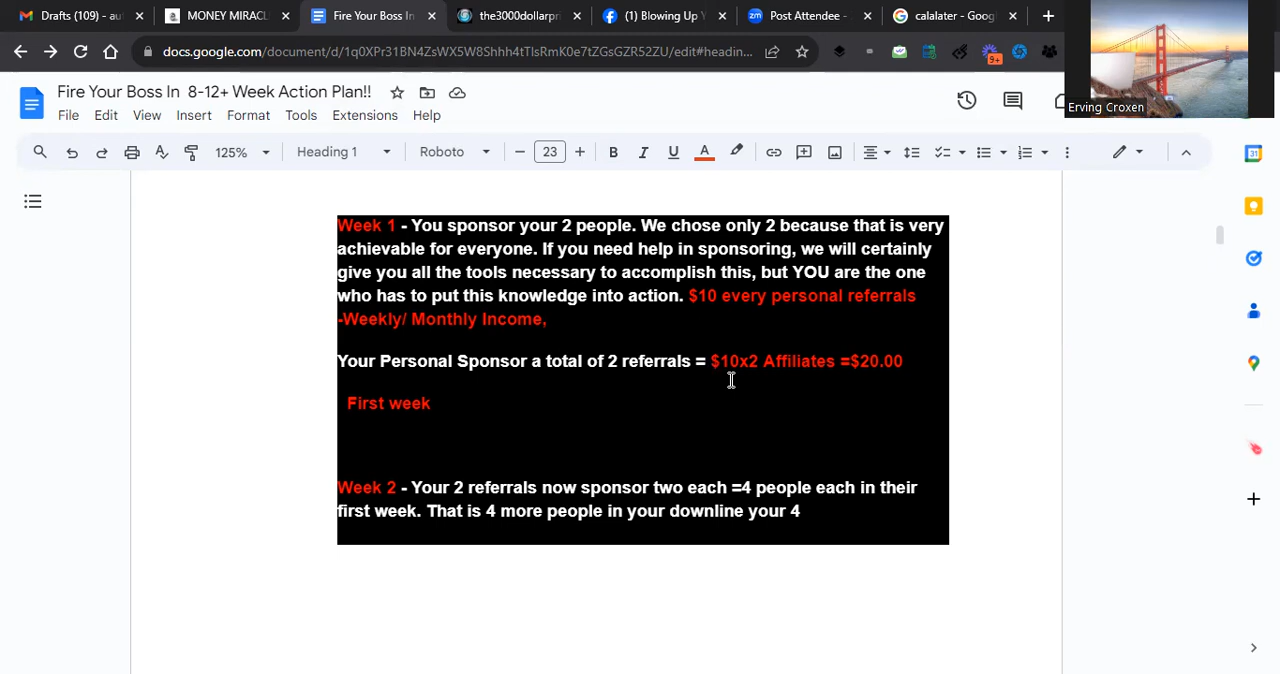 Drafts (109) - au
MONEY MIRACL
Fire Your Boss In
the3000dollarpri
(1) Blowing Up Y
Post Attendee -
calalater - Goog
docs.google.com/document/d/1q0XPr31BN4ZsWX5W8Shhh4tTlsRmK0e7tZGsGZR52ZU/edit#headin...
9+
Erving Croxen
Fire Your Boss In 8-12+ Week Action Plan!!
File Edit View Insert Format Tools Extensions Help
125% Heading 1 Roboto 23 B I U A
31
Week 1 - You sponsor your 2 people. We chose only 2 because that is very
achievable for everyone. If you need help in sponsoring, we will certainly
give you all the tools necessary to accomplish this, but YOU are the one
who has to put this knowledge into action. $10 every personal referrals
-Weekly/ Monthly Income,
Your Personal Sponsor a total of 2 referrals = $10x2 Affiliates =$20.00
First week
Week 2 - Your 2 referrals now sponsor two each =4 people each in their
first week. That is 4 more people in your downline your 4